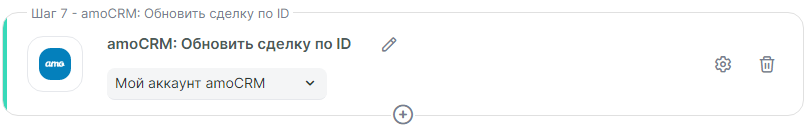 Шаг 7 - amoCRM: Обновить сделку по ID
amoCRM: Обновить сделку по ID
amo.
Мой аккаунт amoCRM